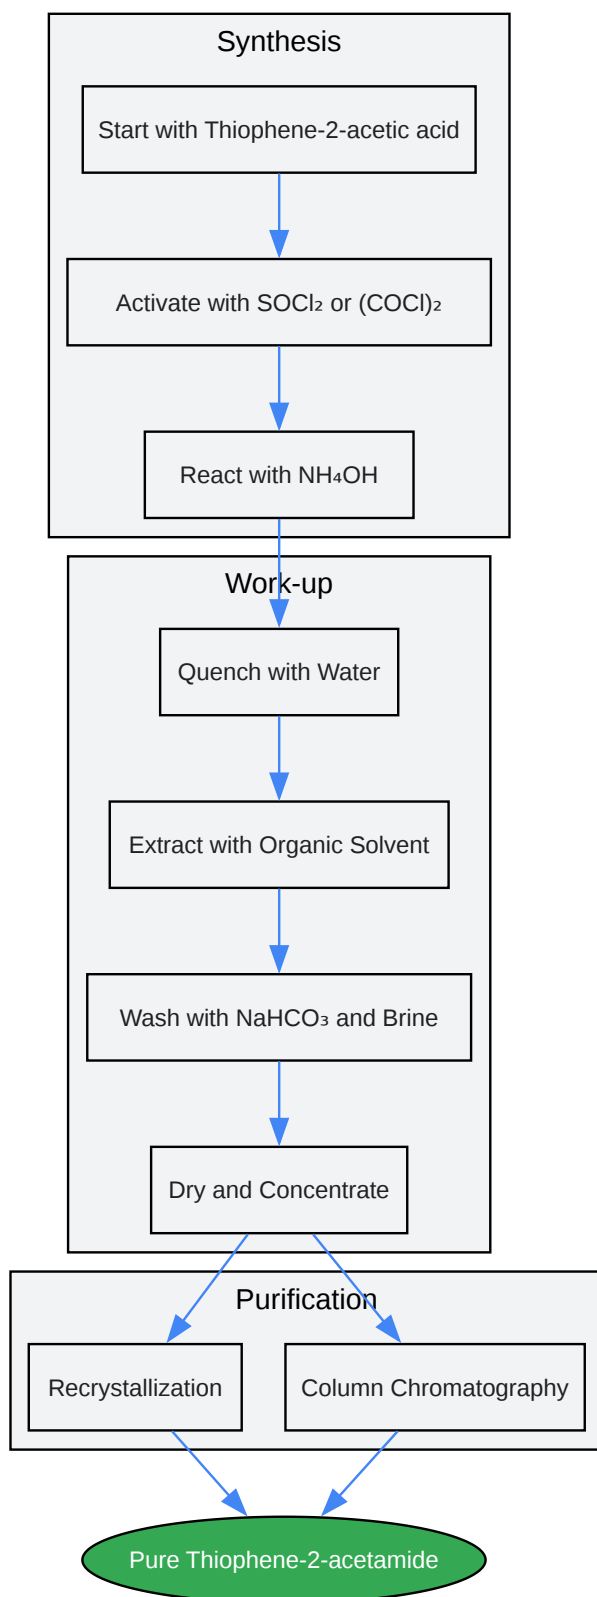 Synthesis
Start with Thiophene-2-acetic acid
Activate with SOCl₂ or (COCl)₂
React with NH₄OH
Work-up
Quench with Water
Extract with Organic Solvent
Wash with NaHCO₃ and Brine
Dry and Concentrate
Purification
Recrystallization
Column Chromatography
Pure Thiophene-2-acetamide